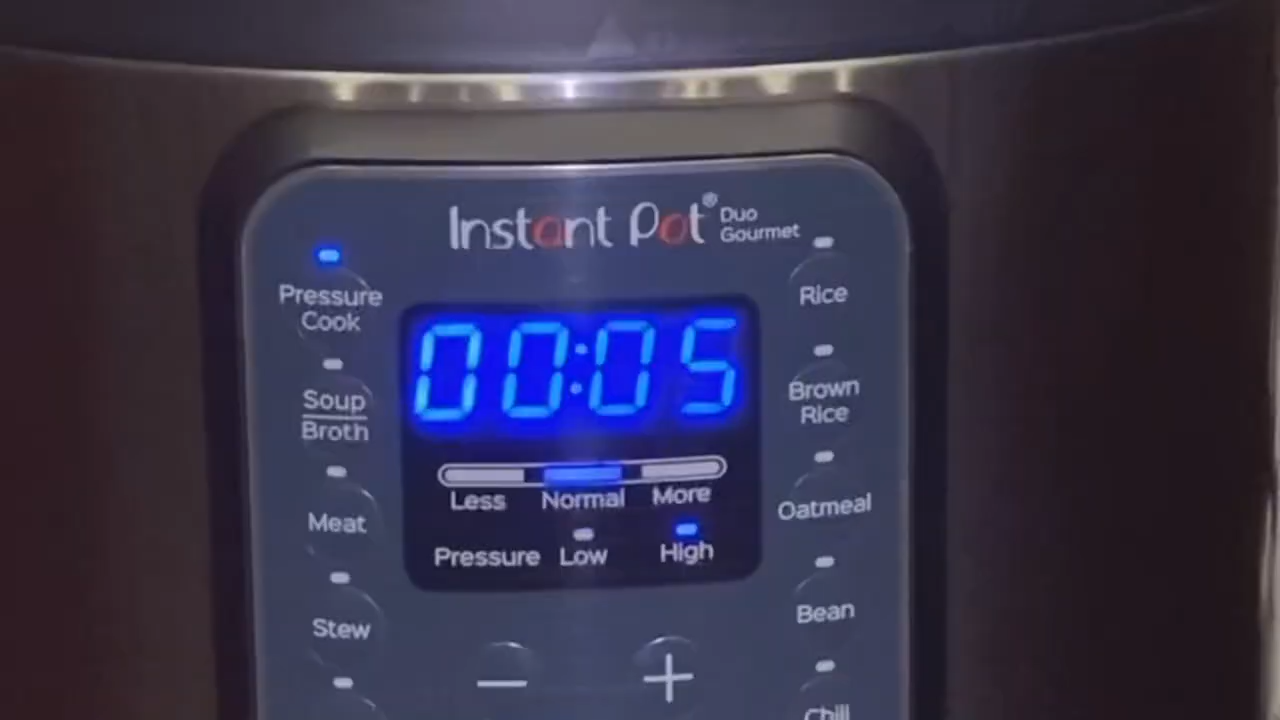 Instant Pot® Duo
Gourmet
Pressure
Cook
Soup
Broth
Meat
Stew
00:05
Less Normal More
Pressure Low High
− +
Rice
Brown
Rice
Oatmeal
Bean
Chili